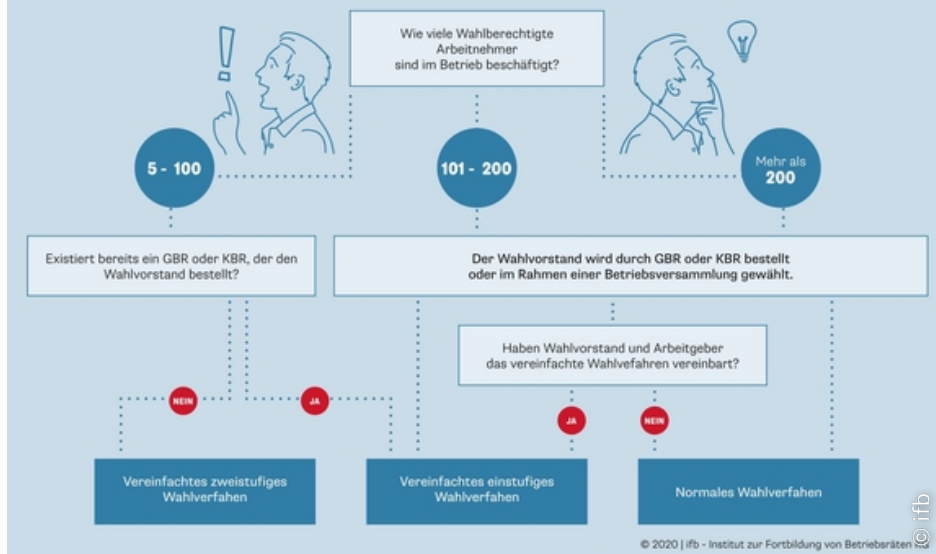 Wie viele Wahlberechtigte
Arbeitnehmer
sind im Betrieb beschäftigt?
5 - 100
101 - 200
Mehr als
200
Existiert bereits ein GBR oder KBR, der den
Wahlvorstand bestellt?
Der Wahlvorstand wird durch GBR oder KBR bestellt
oder im Rahmen einer Betriebsversammlung gewählt.
Haben Wahlvorstand und Arbeitgeber
das vereinfachte Wahlvefahren vereinbart?
NEIN
JA
JA
NEIN
Vereinfachtes zweistufiges
Wahlverfahen
Vereinfachtes einstufiges
Wahlverfahen
Normales Wahlverfahen
© 2020 | ifb - Institut zur Fortbildung von Betriebsräten
© ifb